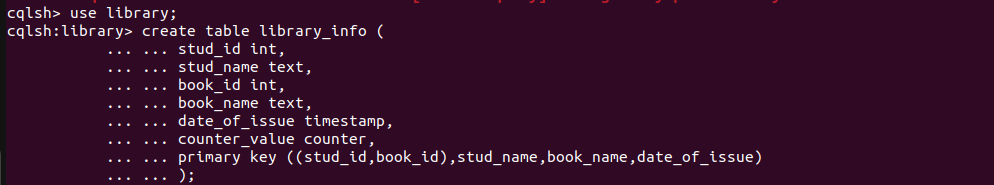 cqlsh> use library;
cqlsh:library> create table library_info (
... ... stud_id int,
... ... stud_name text,
... ... book_id int,
... ... book_name text,
... ... date_of_issue timestamp,
... ... counter_value counter,
... ... primary key ((stud_id,book_id),stud_name,book_name,date_of_issue)
... ... );